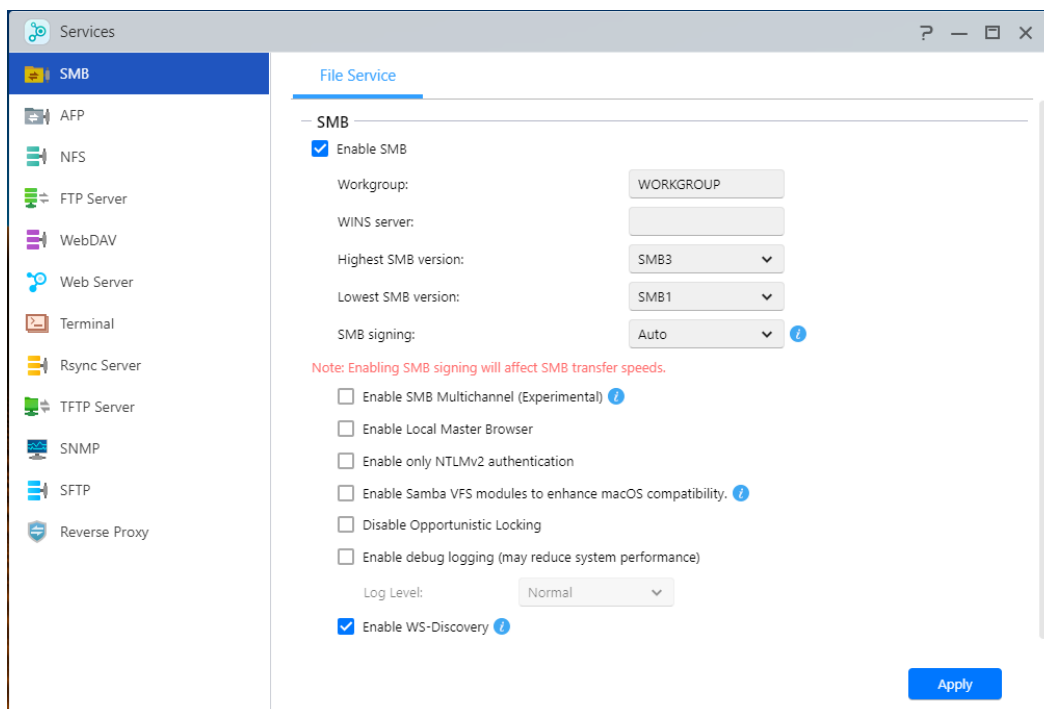 Services
SMB
AFP
NFS
FTP Server
WebDAV
Web Server
Terminal
Rsync Server
TFTP Server
SNMP
SFTP
Reverse Proxy
File Service
SMB
Enable SMB
Workgroup: WORKGROUP
WINS server:
Highest SMB version: SMB3
Lowest SMB version: SMB1
SMB signing: Auto
Note: Enabling SMB signing will affect SMB transfer speeds.
Enable SMB Multichannel (Experimental)
Enable Local Master Browser
Enable only NTLMv2 authentication
Enable Samba VFS modules to enhance macOS compatibility.
Disable Opportunistic Locking
Enable debug logging (may reduce system performance)
Log Level: Normal
Enable WS-Discovery
Apply